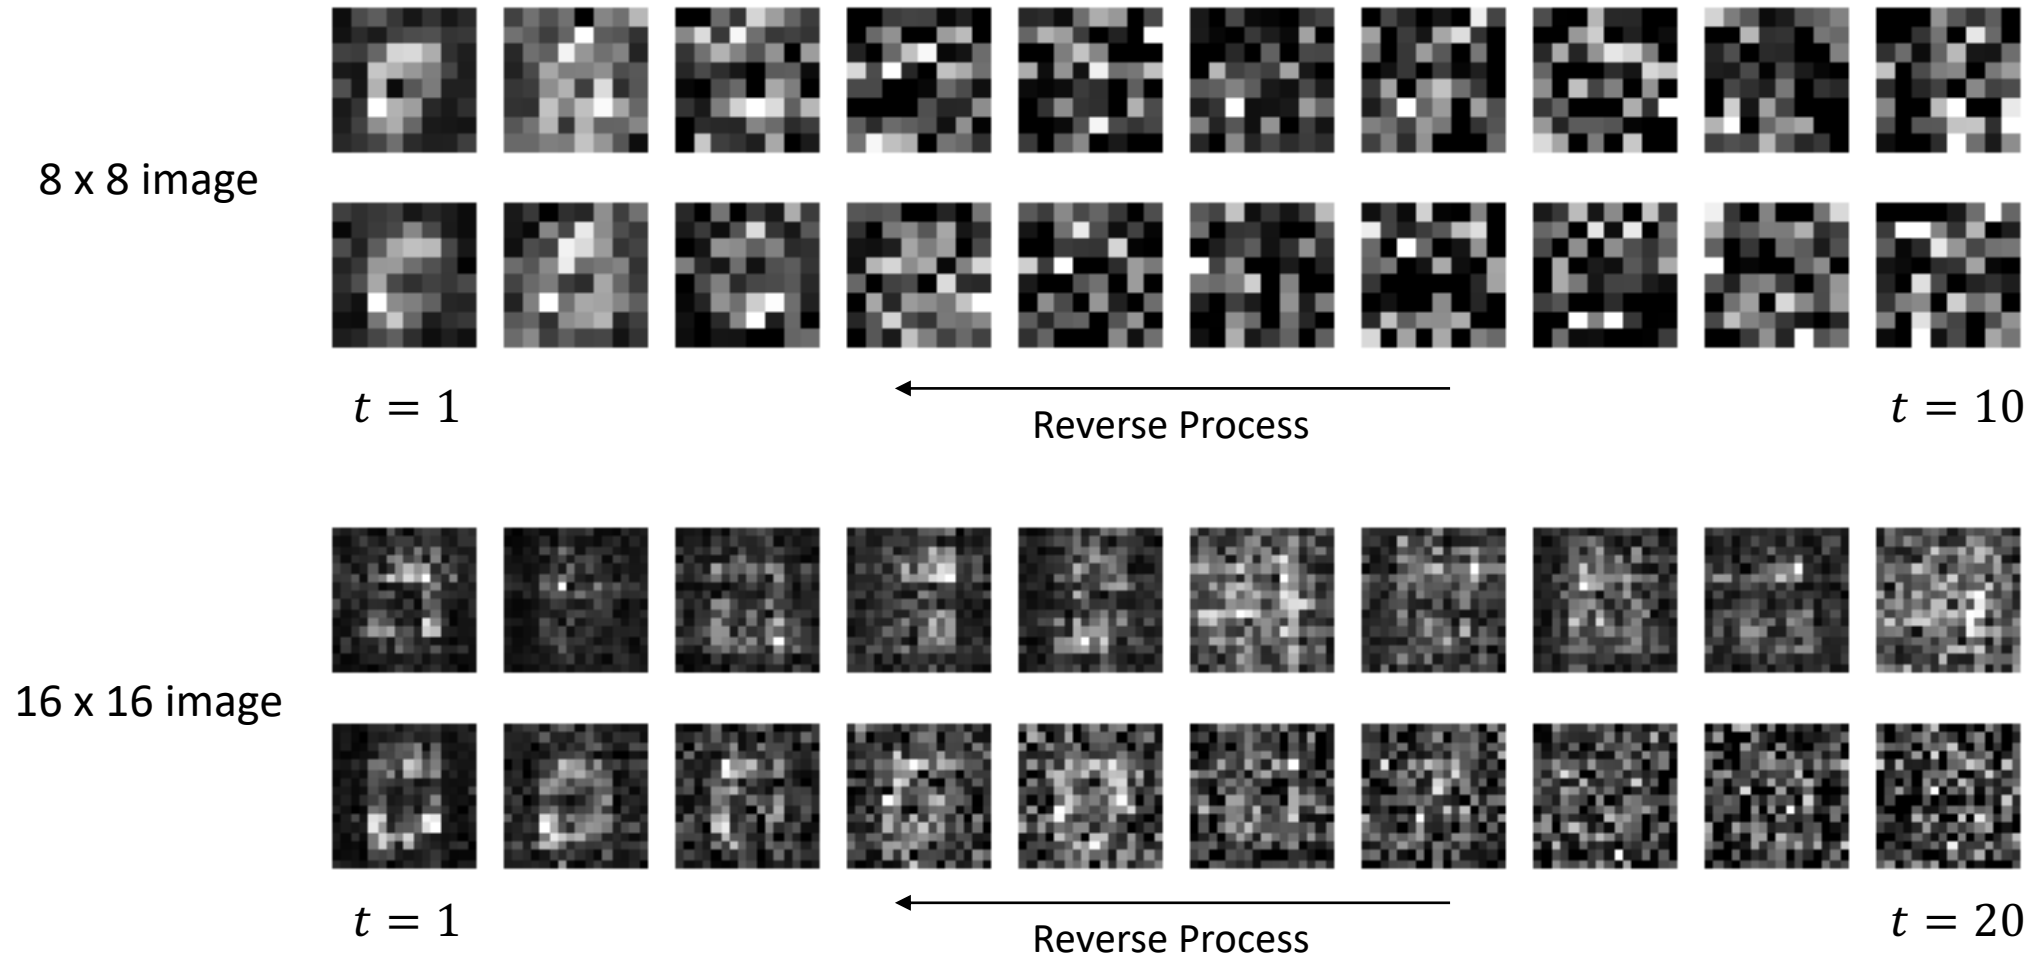 8 x 8 image
t = 1
t = 10
Reverse Process
16 x 16 image
t = 1
t = 20
Reverse Process